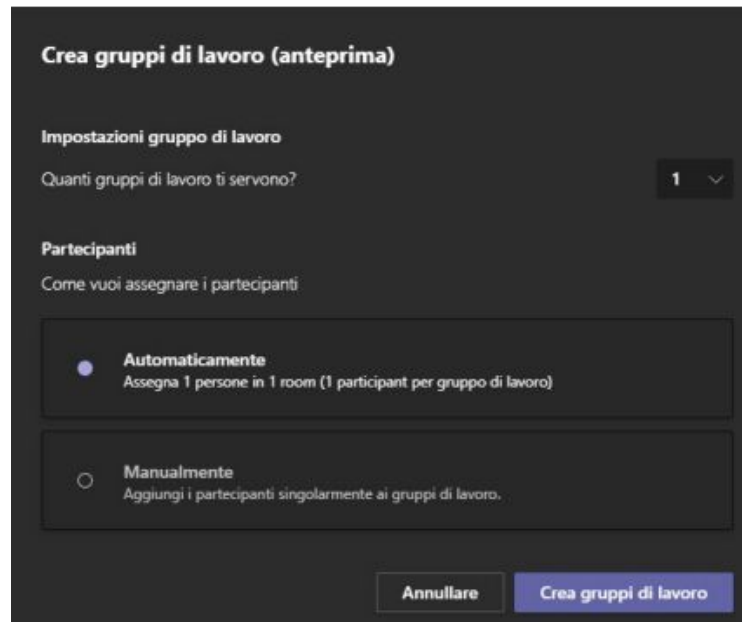 Crea gruppi di lavoro (anteprima)
Impostazioni gruppo di lavoro
Quanti gruppi di lavoro ti servono?
1
Partecipanti
Come vuoi assegnare i partecipanti
Automaticamente
Assegna 1 persone in 1 room (1 participant per gruppo di lavoro)
Manualmente
Aggiungi i partecipanti singolarmente ai gruppi di lavoro.
Annullare
Crea gruppi di lavoro